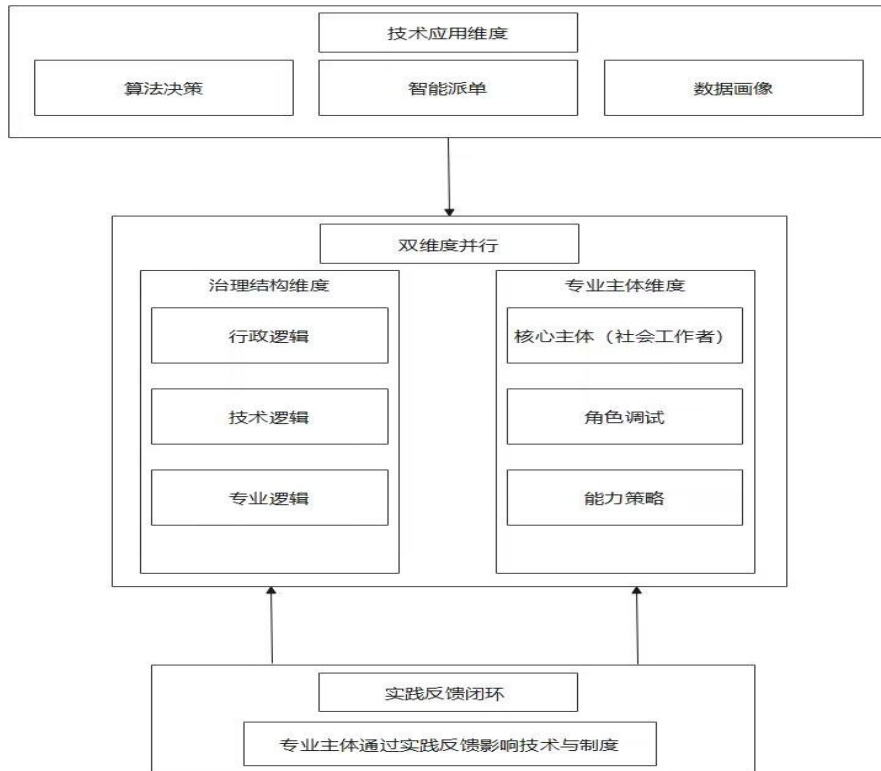 技术应用维度
算法决策
智能派单
数据画像
双维度并行
治理结构维度
行政逻辑
技术逻辑
专业逻辑
专业主体维度
核心主体（社会工作者）
角色调试
能力策略
实践反馈闭环
专业主体通过实践反馈影响技术与制度